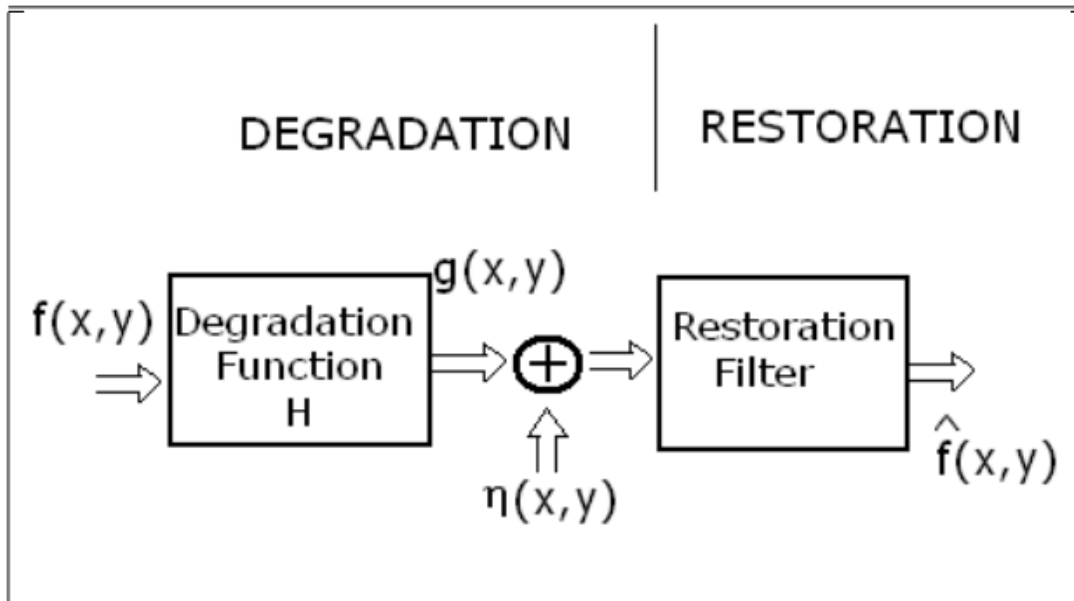 DEGRADATION
RESTORATION
f(x,y)
Degradation
Function
H
g(x,y)
+
η(x,y)
Restoration
Filter
f̂(x,y)